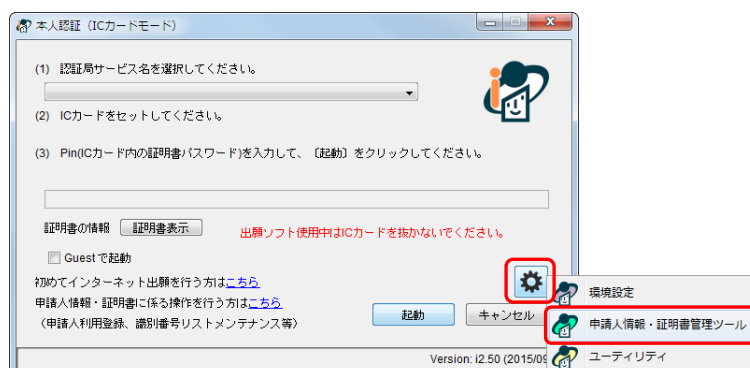 本人認証（ICカードモード）
(1) 認証局サービス名を選択してください。
(2) ICカードをセットしてください。
(3) Pin(ICカード内の証明書パスワード)を入力して、〔起動〕をクリックしてください。
証明書の情報 証明書表示 出願ソフト使用中はICカードを抜かないでください。
Guestで起動
初めてインターネット出願を行う方はこちら
環境設定
申請人情報・証明書に係る操作を行う方はこちら
（申請人利用登録、識別番号リストメンテナンス等） 起動 キャンセル
申請人情報・証明書管理ツール
Version: i2.50 (2015/09
ユーティリティ